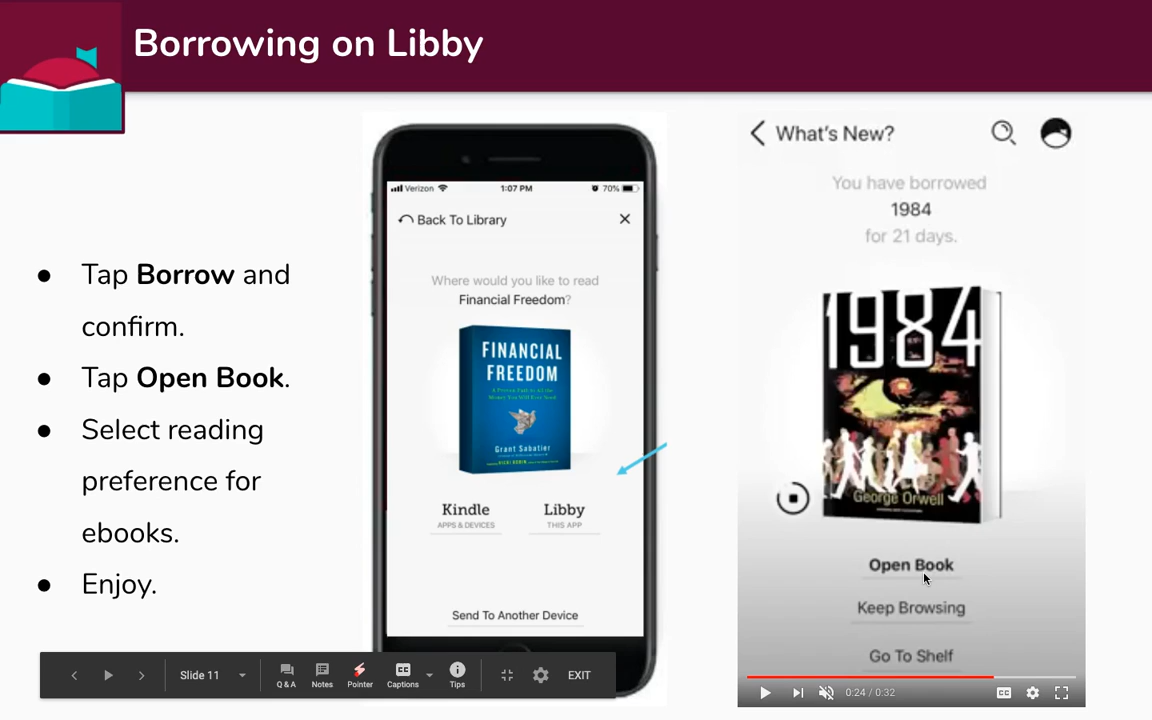 Borrowing on Libby
● Tap Borrow and
confirm.
● Tap Open Book.
● Select reading
preference for
ebooks.
● Enjoy.
Verizon 1:07 PM 70%
Back To Library
Where would you like to read
Financial Freedom?
FINANCIAL
FREEDOM
Grant Sabatier
Kindle Libby
APPS & DEVICES THIS APP
Send To Another Device
What's New?
You have borrowed
1984
for 21 days.
1984
George Orwell
Open Book
Keep Browsing
Go To Shelf
0:24 / 0:32
CC
Slide 11
Q & A Notes Pointer Captions Tips
CC
EXIT